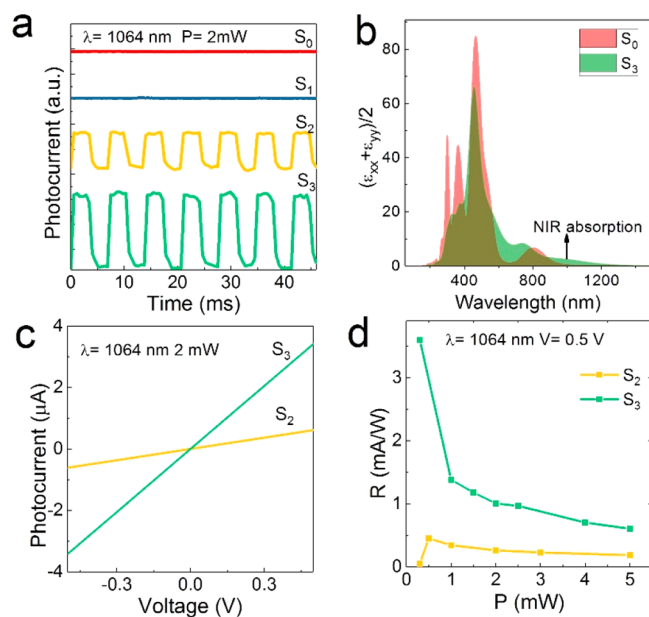 a
λ= 1064 nm P= 2mW
S0
S1
S2
S3
Photocurrent (a.u.)
0 10 20 30 40
Time (ms)
b
S0
S3
(εxx+εyy)/2
80
60
40
20
0
NIR absorption
400 800 1200
Wavelength (nm)
c
λ= 1064 nm 2 mW
S3
S2
Photocurrent (μA)
4
2
0
-2
-4
-0.3 0.0 0.3
Voltage (V)
d
λ= 1064 nm V= 0.5 V
S2
S3
R (mA/W)
3
2
1
0
1 2 3 4 5
P (mW)